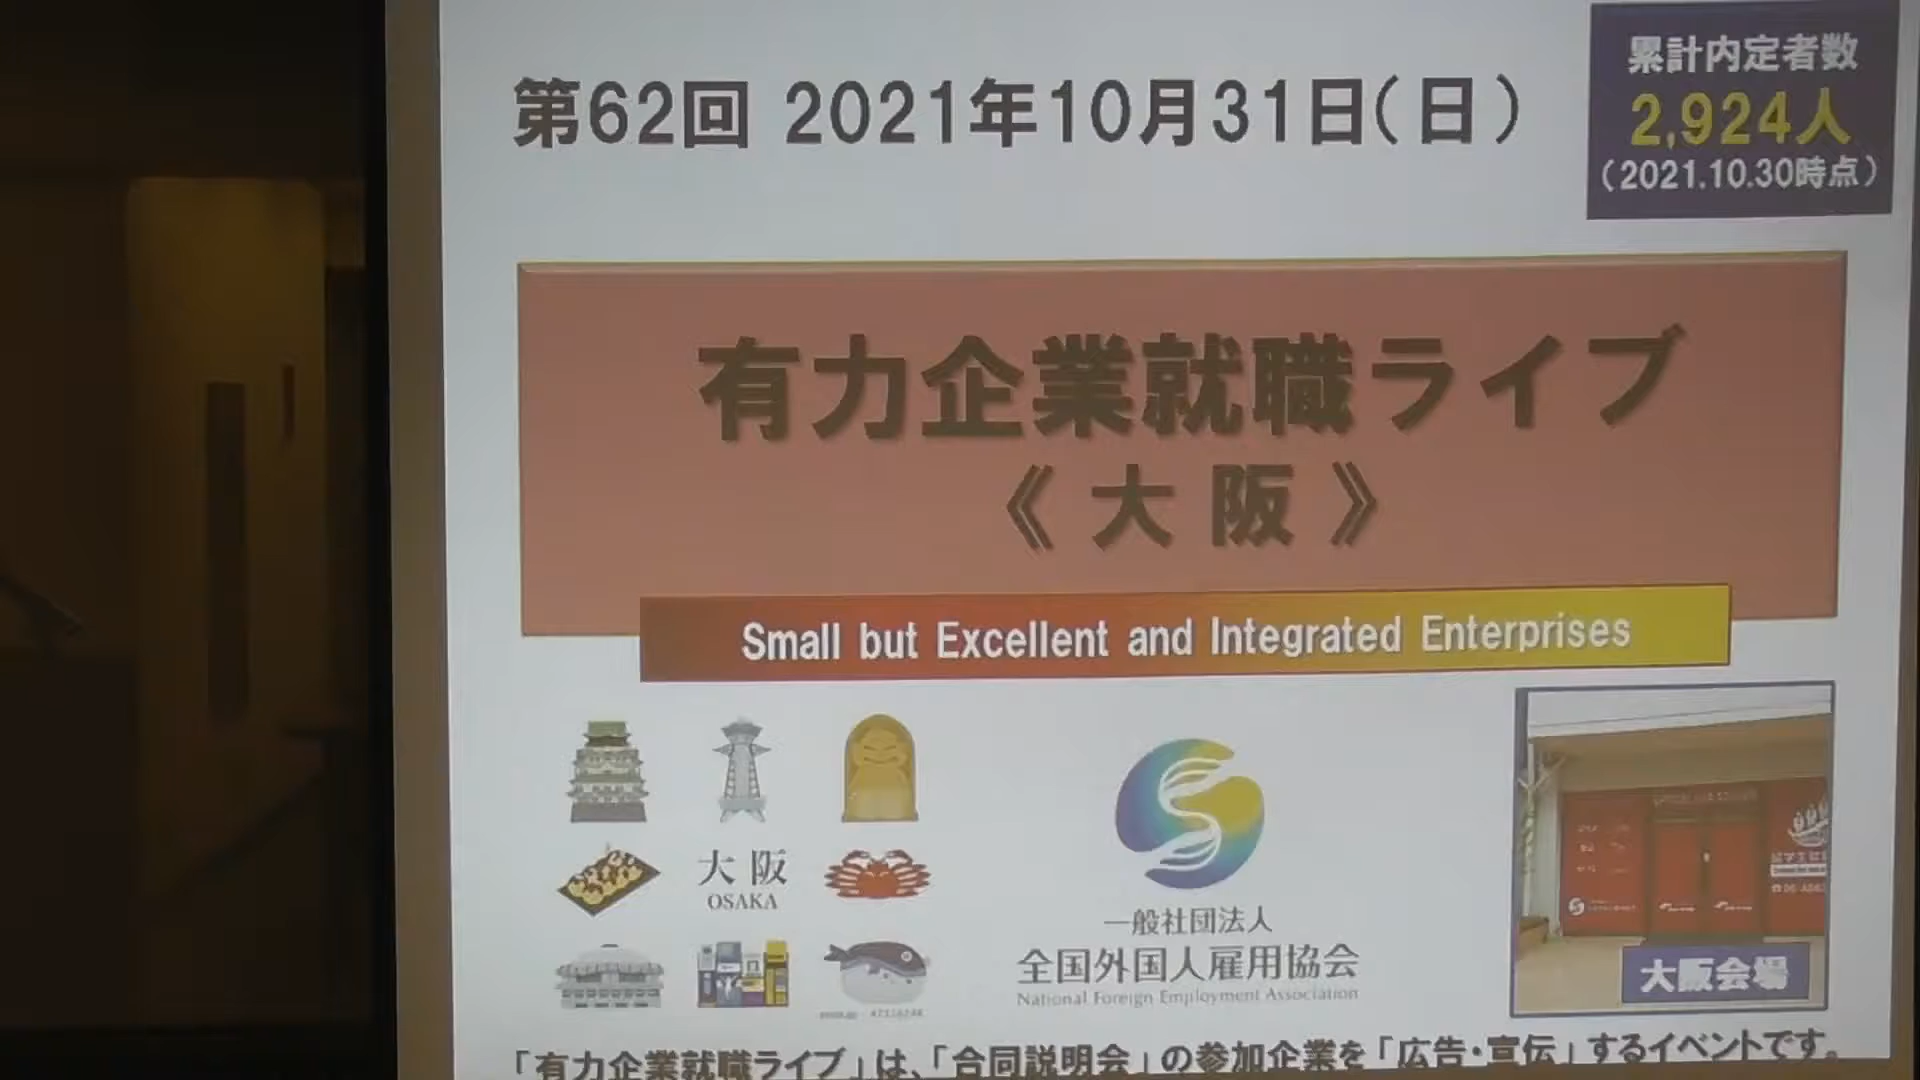 第62回 2021年10月31日(日)
累計内定者数
2,924人
(2021.10.30時点)
有力企業就職ライブ
《大阪》
Small but Excellent and Integrated Enterprises
大阪
OSAKA
一般社団法人
全国外国人雇用協会
National Foreign Employment Association
大阪会場
「有力企業就職ライブ」は、「合同説明会」の参加企業を「広告・宣伝」するイベントです。